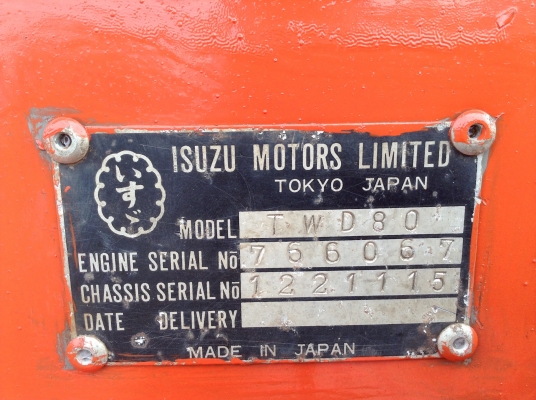 いすゞ
ISUZU MOTORS LIMITED
TOKYO JAPAN
MODEL TWD80
ENGINE SERIAL No 766067
CHASSIS SERIAL No 1221115
DATE DELIVERY
MADE IN JAPAN